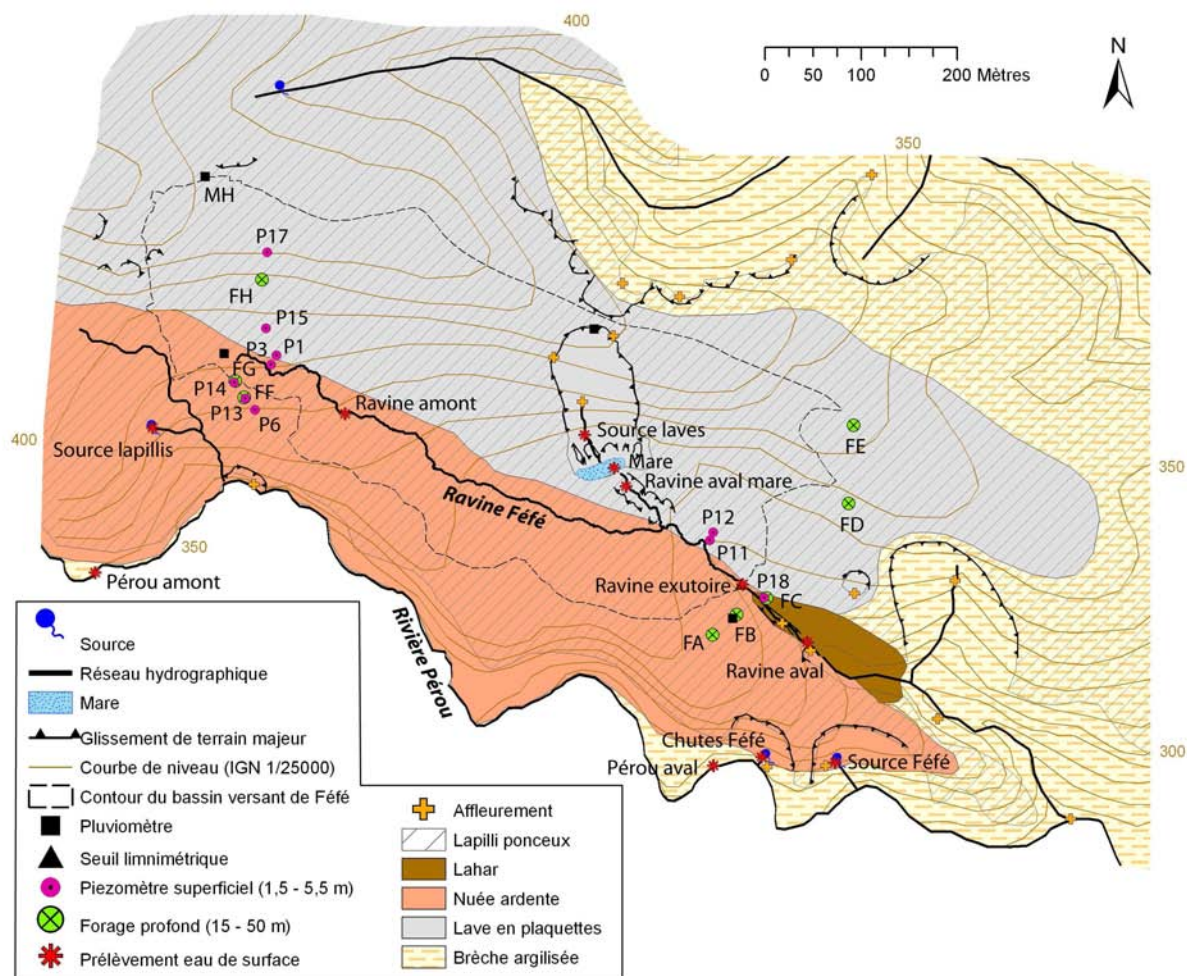 400
0 50 100 200 Mètres
N
350
MH
P17
FH
P15
P3 P1
FG
P14 FF
P13 P6
Ravine amont
Source lapillis
400
Source laves
Mare
Ravine aval mare
FE
350
FD
Ravine Féfé
P12
P11
350
Pérou amont
Ravine exutoire P18
FC
FA FB
Ravine aval
Rivière Pérou
Chutes Féfé
Source Féfé
Pérou aval
300
Source
Réseau hydrographique
Mare
Glissement de terrain majeur
Courbe de niveau (IGN 1/25000)
Contour du bassin versant de Féfé
Pluviomètre
Seuil limnimétrique
Piezomètre superficiel (1,5 - 5,5 m)
Forage profond (15 - 50 m)
Prélèvement eau de surface
Affleurement
Lapilli ponceux
Lahar
Nuée ardente
Lave en plaquettes
Brèche argilisée